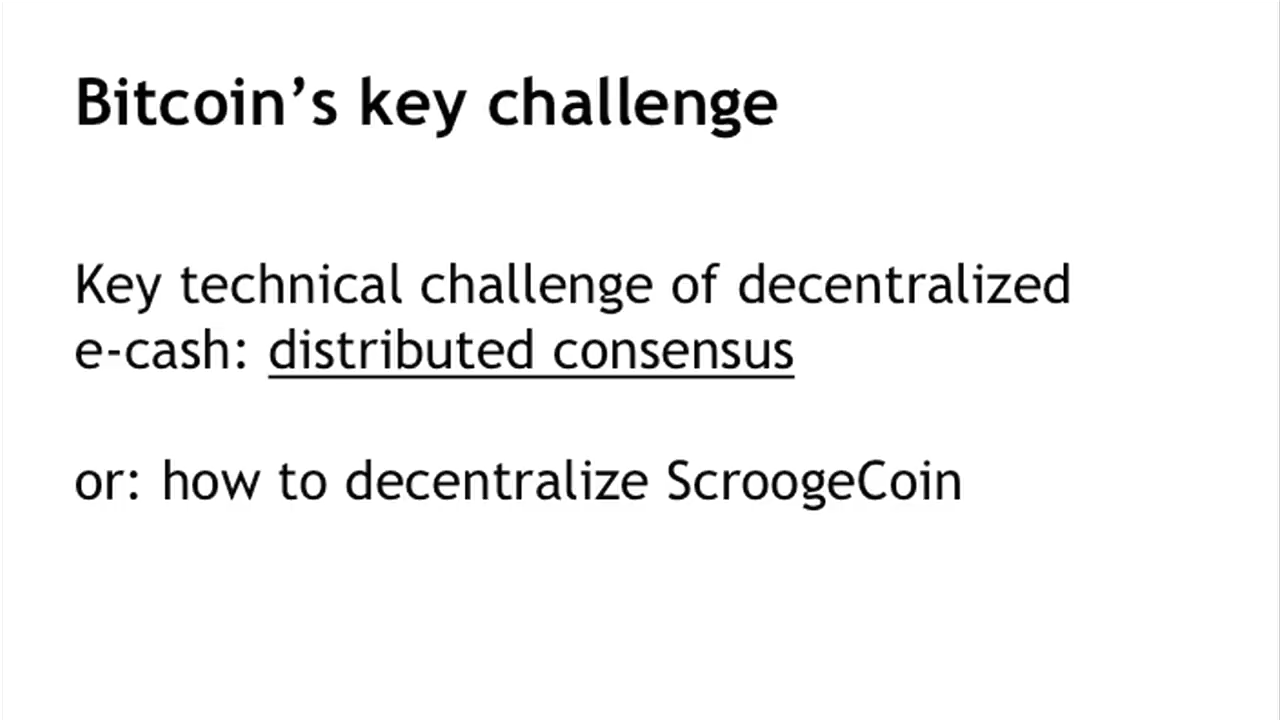 Bitcoin’s key challenge
Key technical challenge of decentralized
e-cash: distributed consensus
or: how to decentralize ScroogeCoin